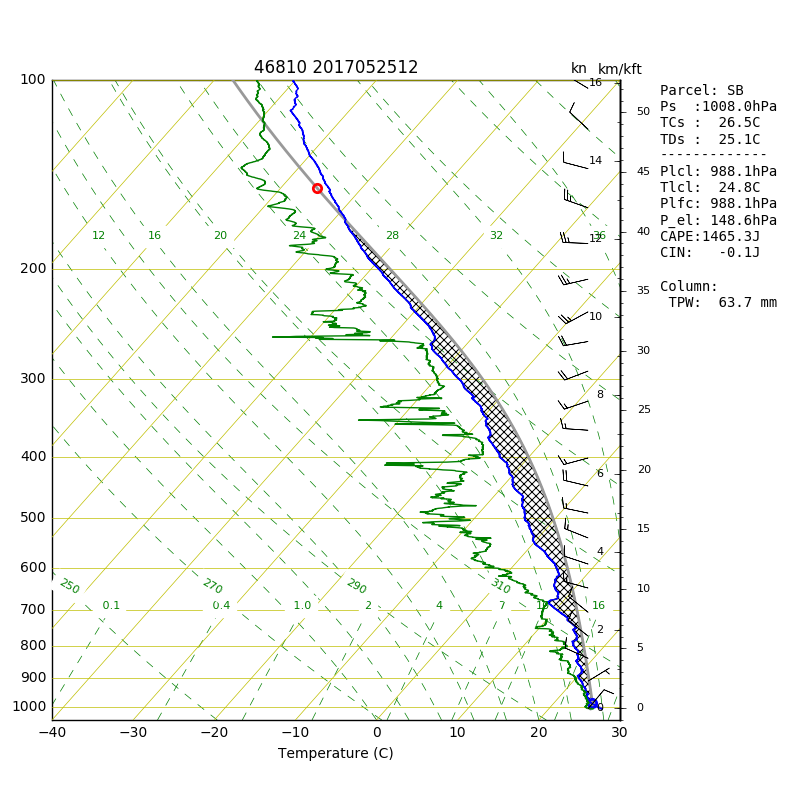 46810 2017052512
kn km/kft
Parcel: SB
Ps :1008.0hPa
TCs : 26.5C
TDs : 25.1C
-------------
Plcl: 988.1hPa
Tlcl: 24.8C
Plfc: 988.1hPa
P_el: 148.6hPa
CAPE:1465.3J
CIN: -0.1J
Column:
TPW: 63.7 mm
100
200
300
400
500
600
700
800
900
1000
12 16 20 24 28 32 36
250 270 290 310
0.1 0.4 1.0 2 4 7 10 16
16
14
12
10
8
6
4
2
0
50
45
40
35
30
25
20
15
10
5
0
−40 −30 −20 −10 0 10 20 30
Temperature (C)